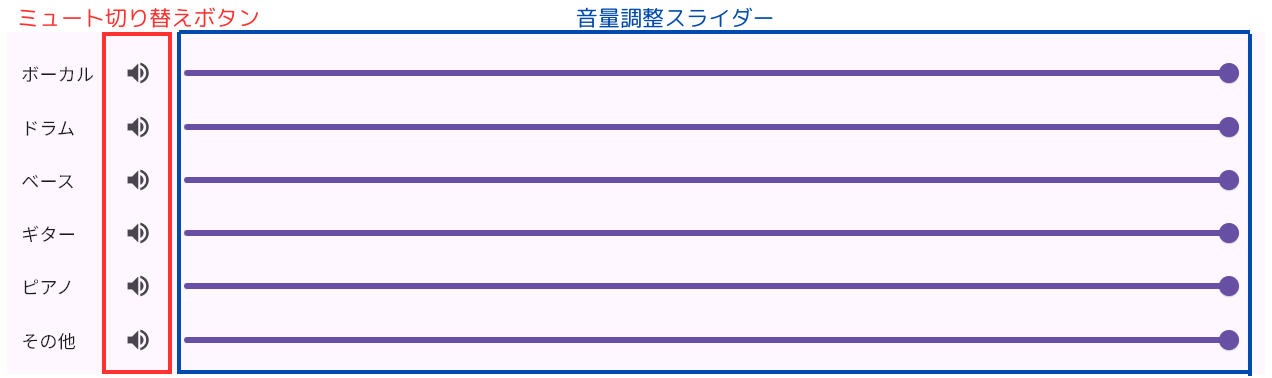 ミュート切り替えボタン
音量調整スライダー
ボーカル
ドラム
ベース
ギター
ピアノ
その他